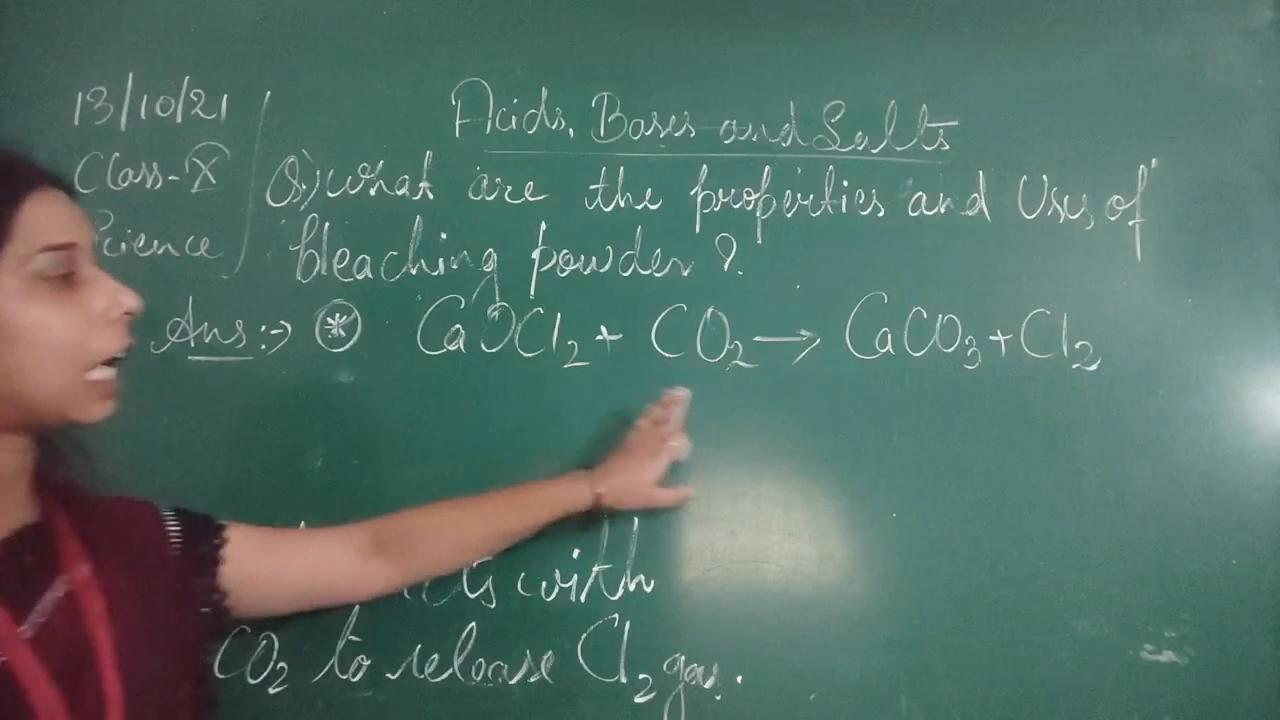 13/10/21
Class-X
Science
Acids, Bases and Salts
Q.) what are the properties and Uses of
bleaching powder ?
Ans :-> * CaOCl₂ + CO₂ → CaCO₃ + Cl₂
with
CO₂ to release Cl₂ gas.